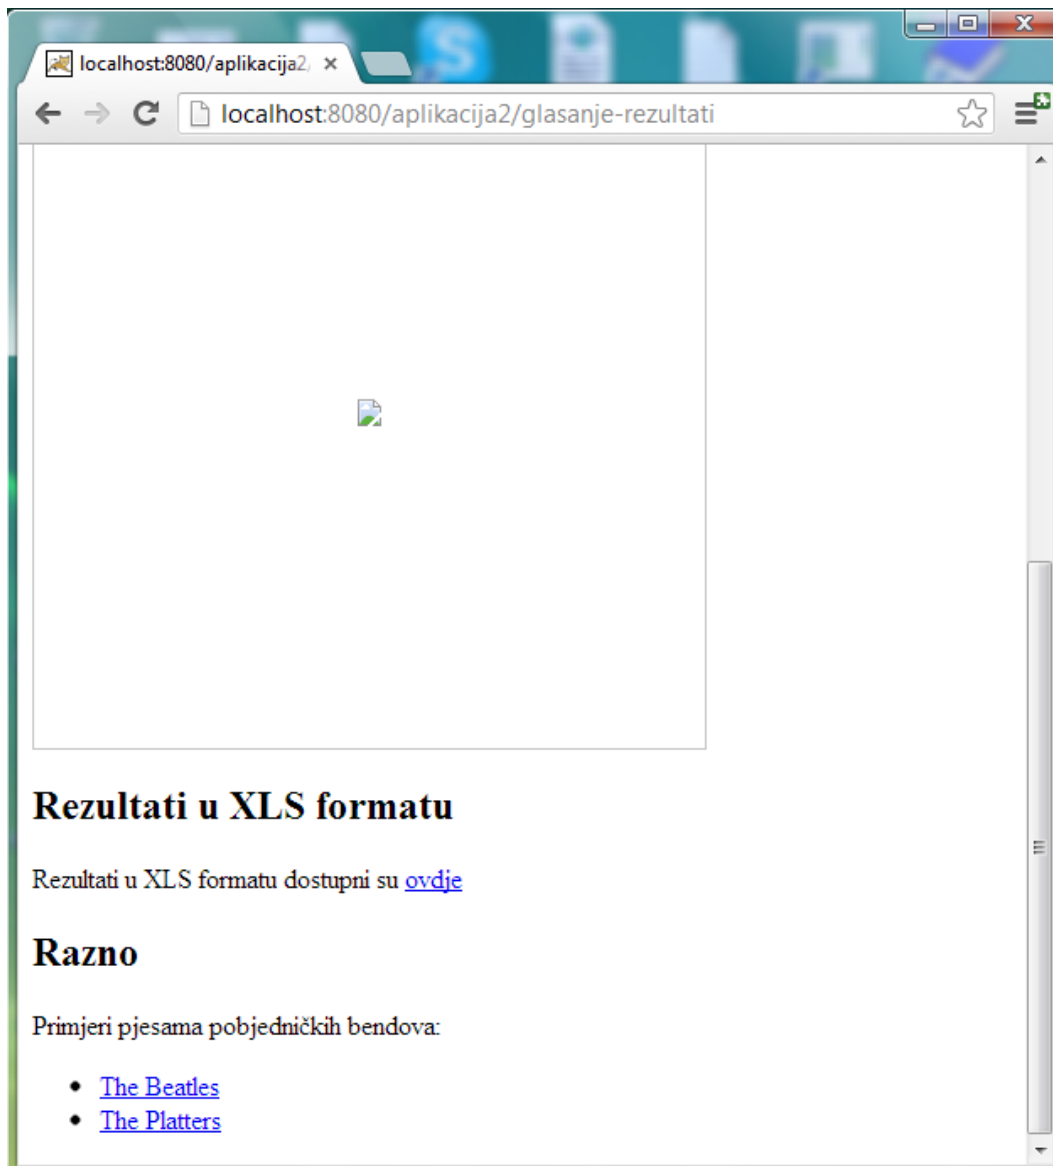 localhost:8080/aplikacija2/
localhost:8080/aplikacija2/glasanje-rezultati
Rezultati u XLS formatu
Rezultati u XLS formatu dostupni su ovdje
Razno
Primjeri pjesama pobjedničkih bendova:
The Beatles
The Platters